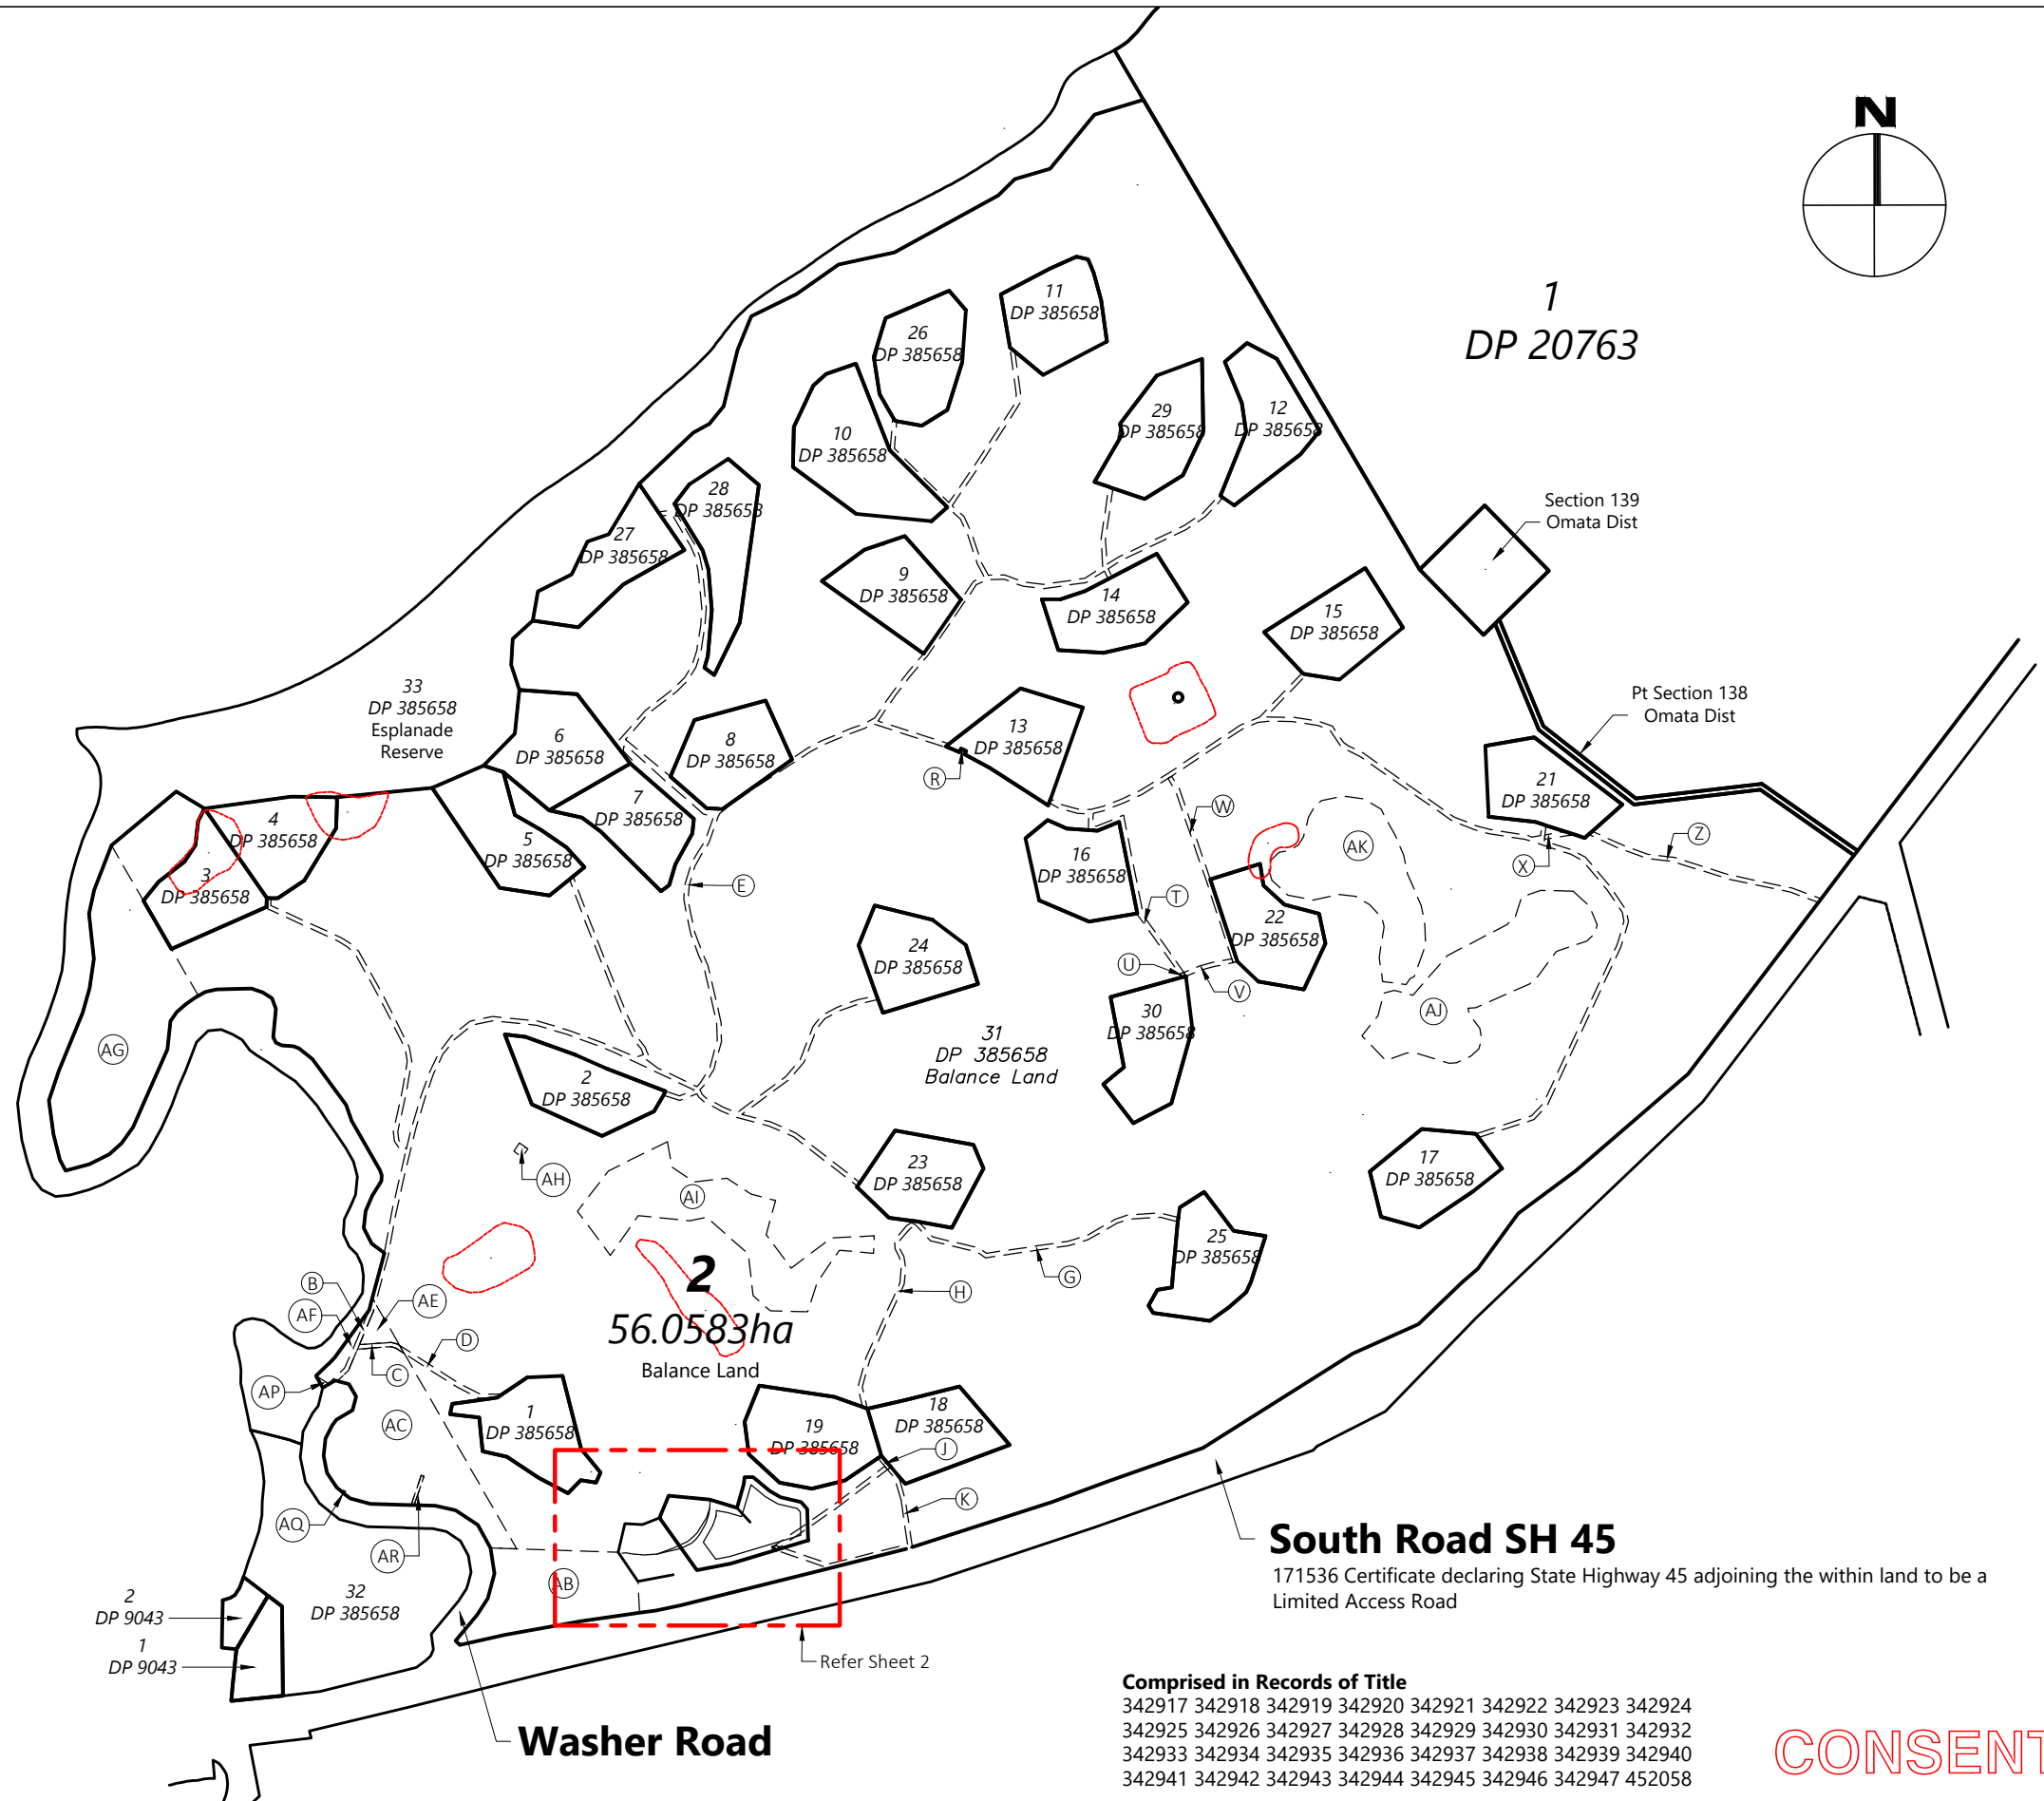 N
1
DP 20763
11
DP 385658
26
DP 385658
29
DP 385658
12
DP 385658
10
DP 385658
28
DP 385658
27
DP 385658
Section 139
Omata Dist
9
DP 385658
14
DP 385658
15
DP 385658
33
DP 385658
Esplanade
Reserve
Pt Section 138
Omata Dist
6
DP 385658
8
DP 385658
13
DP 385658
R
21
DP 385658
7
DP 385658
W
Z
4
DP 385658
5
DP 385658
16
DP 385658
AK
X
3
DP 385658
E
T
22
DP 385658
24
DP 385658
U
V
AG
31
DP 385658
Balance Land
30
DP 385658
AJ
2
DP 385658
23
DP 385658
17
DP 385658
AH
AI
25
DP 385658
B
AE
AF
2
56.0583ha
Balance Land
H
G
D
C
AP
AC
1
DP 385658
19
DP 385658
18
DP 385658
J
K
AQ
AR
AB
South Road SH 45
171536 Certificate declaring State Highway 45 adjoining the within land to be a
Limited Access Road
2
DP 9043
1
DP 9043
32
DP 385658
Refer Sheet 2
Washer Road
Comprised in Records of Title
342917 342918 342919 342920 342921 342922 342923 342924
342925 342926 342927 342928 342929 342930 342931 342932
342933 342934 342935 342936 342937 342938 342939 342940
342941 342942 342943 342944 342945 342946 342947 452058
CONSENT